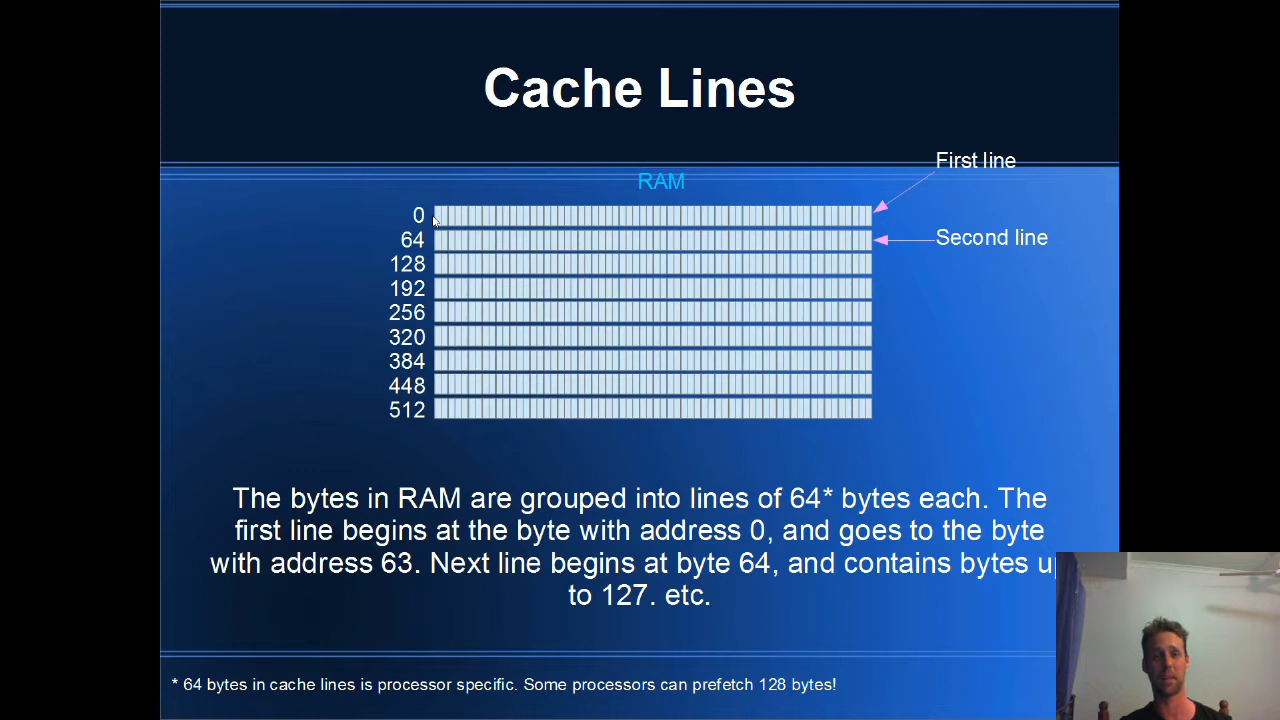 Cache Lines
First line
RAM
0
64
Second line
128
192
256
320
384
448
512
The bytes in RAM are grouped into lines of 64* bytes each. The
first line begins at the byte with address 0, and goes to the byte
with address 63. Next line begins at byte 64, and contains bytes up
to 127. etc.
* 64 bytes in cache lines is processor specific. Some processors can prefetch 128 bytes!